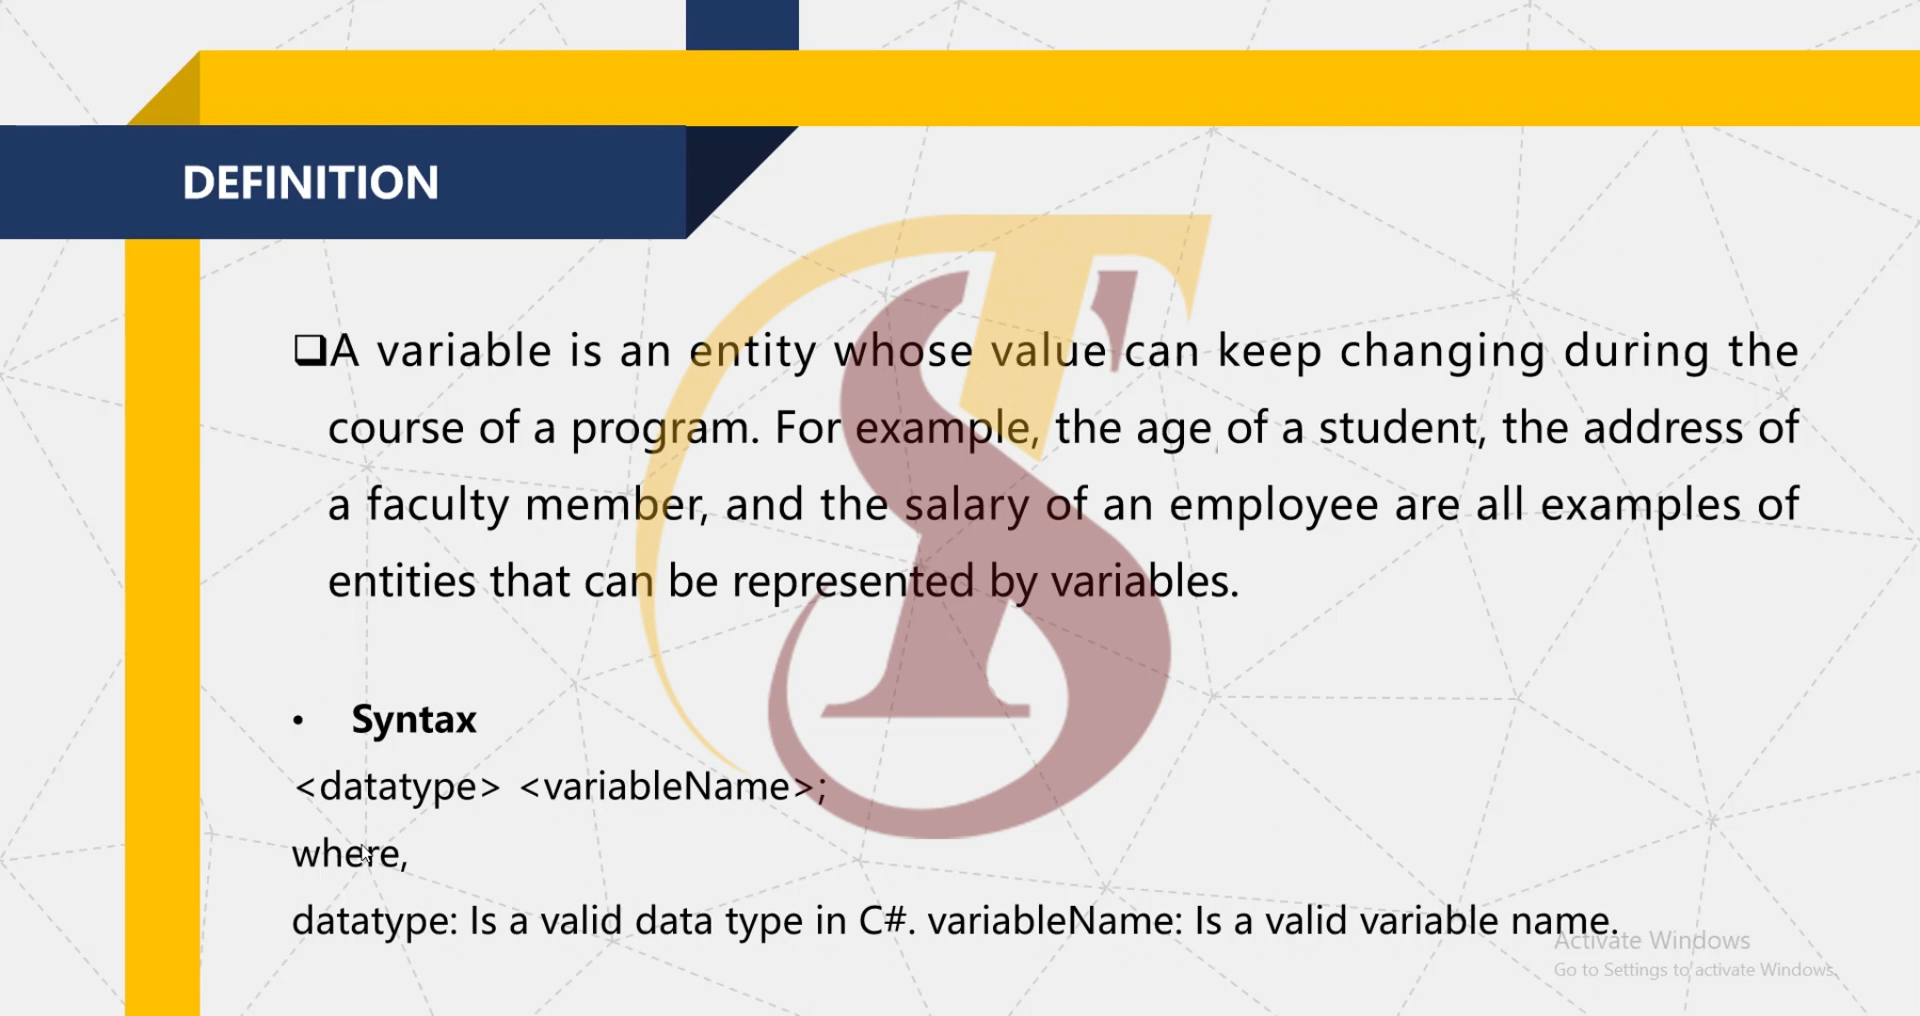 DEFINITION
❑A variable is an entity whose value can keep changing during the
course of a program. For example, the age of a student, the address of
a faculty member, and the salary of an employee are all examples of
entities that can be represented by variables.
• Syntax
<datatype> <variableName>;
where,
datatype: Is a valid data type in C#. variableName: Is a valid variable name.
Activate Windows
Go to Settings to activate Windows.